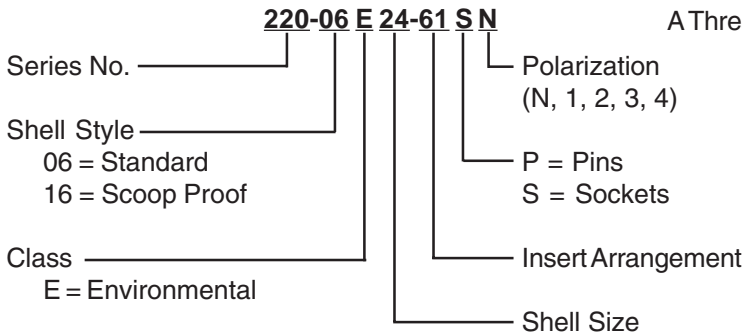 220-06 E 24-61 S N
A Thre
Series No.
Polarization
(N, 1, 2, 3, 4)
Shell Style
06 = Standard
16 = Scoop Proof
P = Pins
S = Sockets
Class
E = Environmental
Insert Arrangement
Shell Size